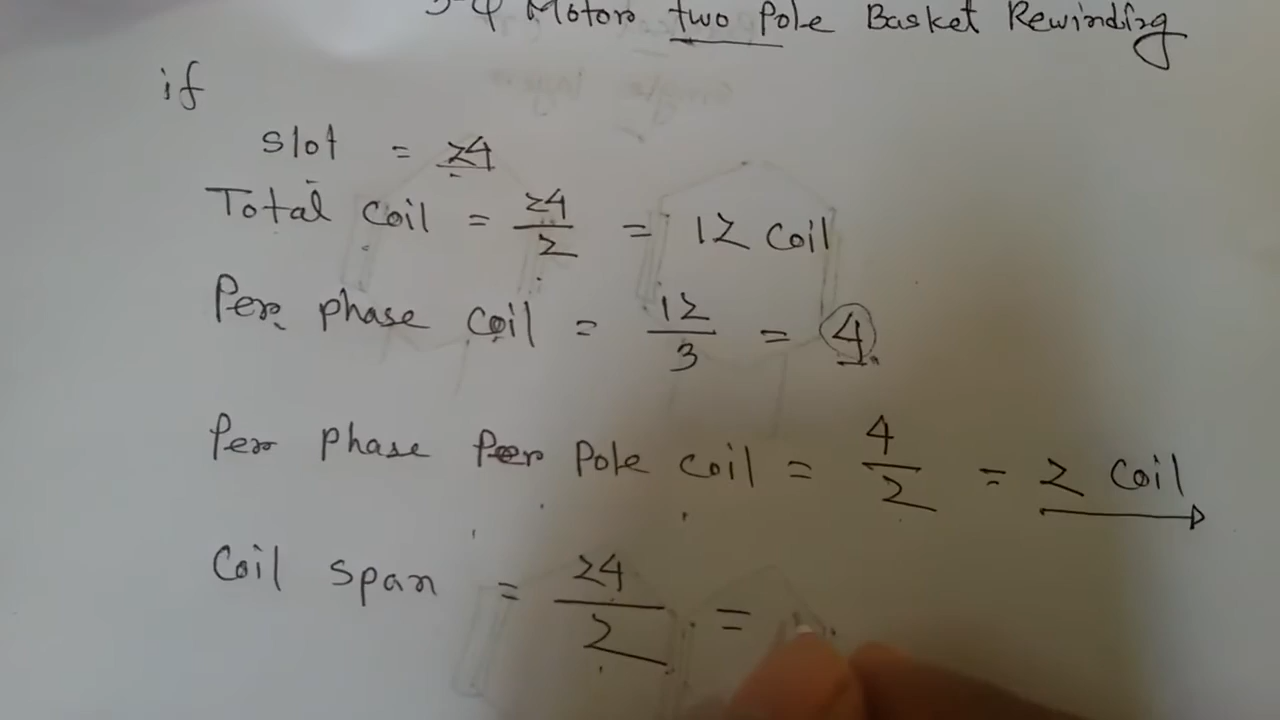 3-φ Motor two Pole Basket Rewinding
if
slot = 24
Total coil = 24/2 = 12 coil
Per phase coil = 12/3 = 4
Per phase Per Pole coil = 4/2 = 2 coil
Coil span = 24/2 =